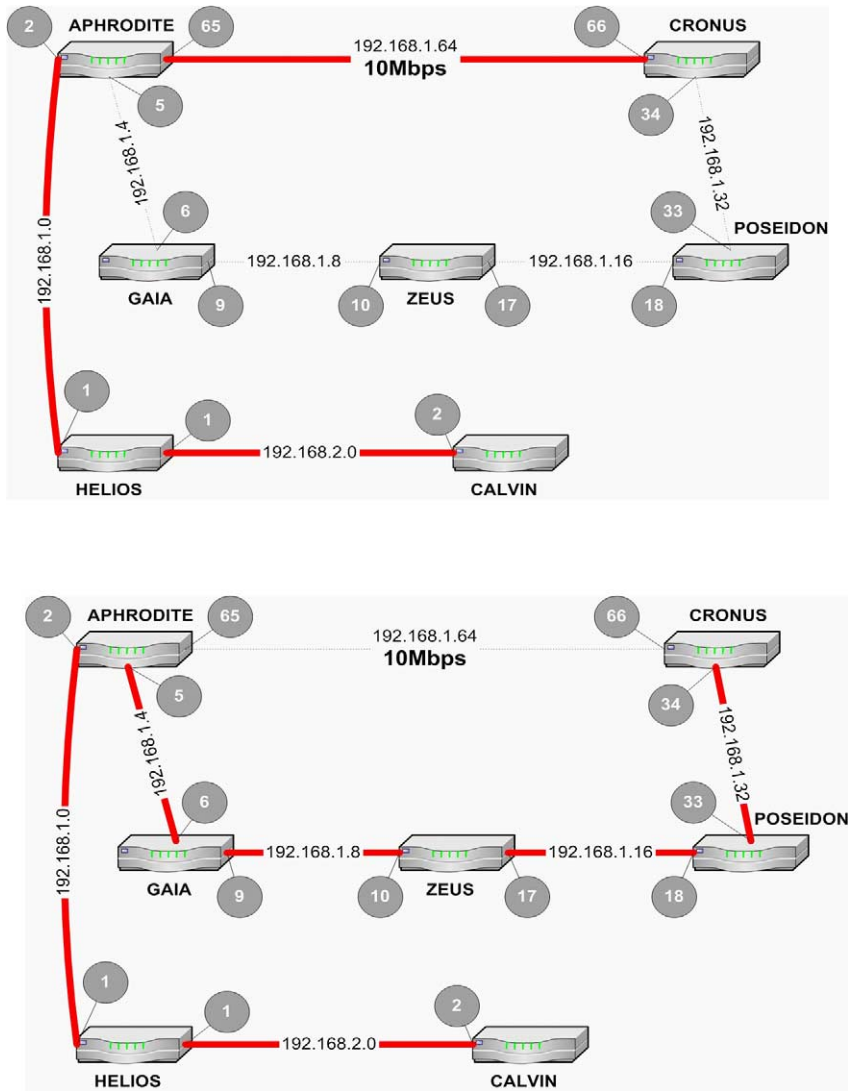 2
APHRODITE
65
66
CRONUS
192.168.1.64
10Mbps
5
34
192.168.1.4
192.168.1.32
192.168.1.0
6
33
POSEIDON
192.168.1.8
192.168.1.16
GAIA
9
10
ZEUS
17
18
1
1
2
192.168.2.0
HELIOS
CALVIN
2
APHRODITE
65
66
CRONUS
192.168.1.64
10Mbps
5
34
192.168.1.4
192.168.1.32
192.168.1.0
6
33
POSEIDON
192.168.1.8
192.168.1.16
GAIA
9
10
ZEUS
17
18
1
1
2
192.168.2.0
HELIOS
CALVIN